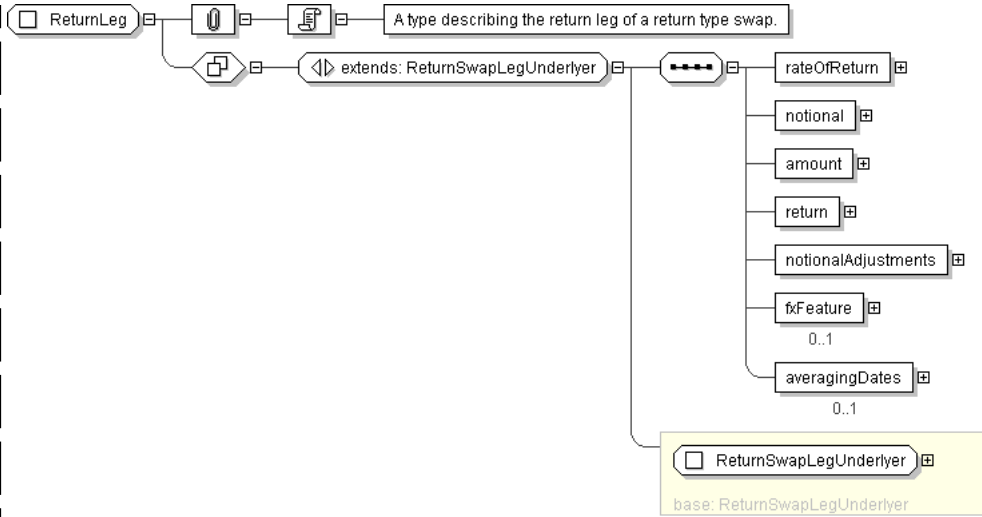 ReturnLeg
A type describing the return leg of a return type swap.
extends: ReturnSwapLegUnderlyer
rateOfReturn
notional
amount
return
notionalAdjustments
fxFeature
0..1
averagingDates
0..1
ReturnSwapLegUnderlyer
base: ReturnSwapLegUnderlyer